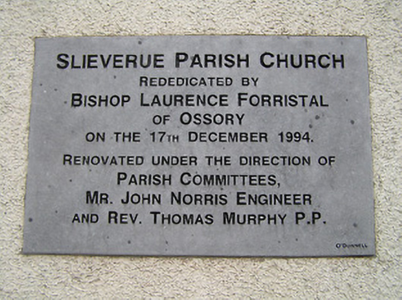 SLIEVERUE PARISH CHURCH
REDEDICATED BY
BISHOP LAURENCE FORRISTAL
OF OSSORY
ON THE 17TH DECEMBER 1994.
RENOVATED UNDER THE DIRECTION OF
PARISH COMMITTEES,
MR. JOHN NORRIS ENGINEER
AND REV. THOMAS MURPHY P.P.
O'DONNELL